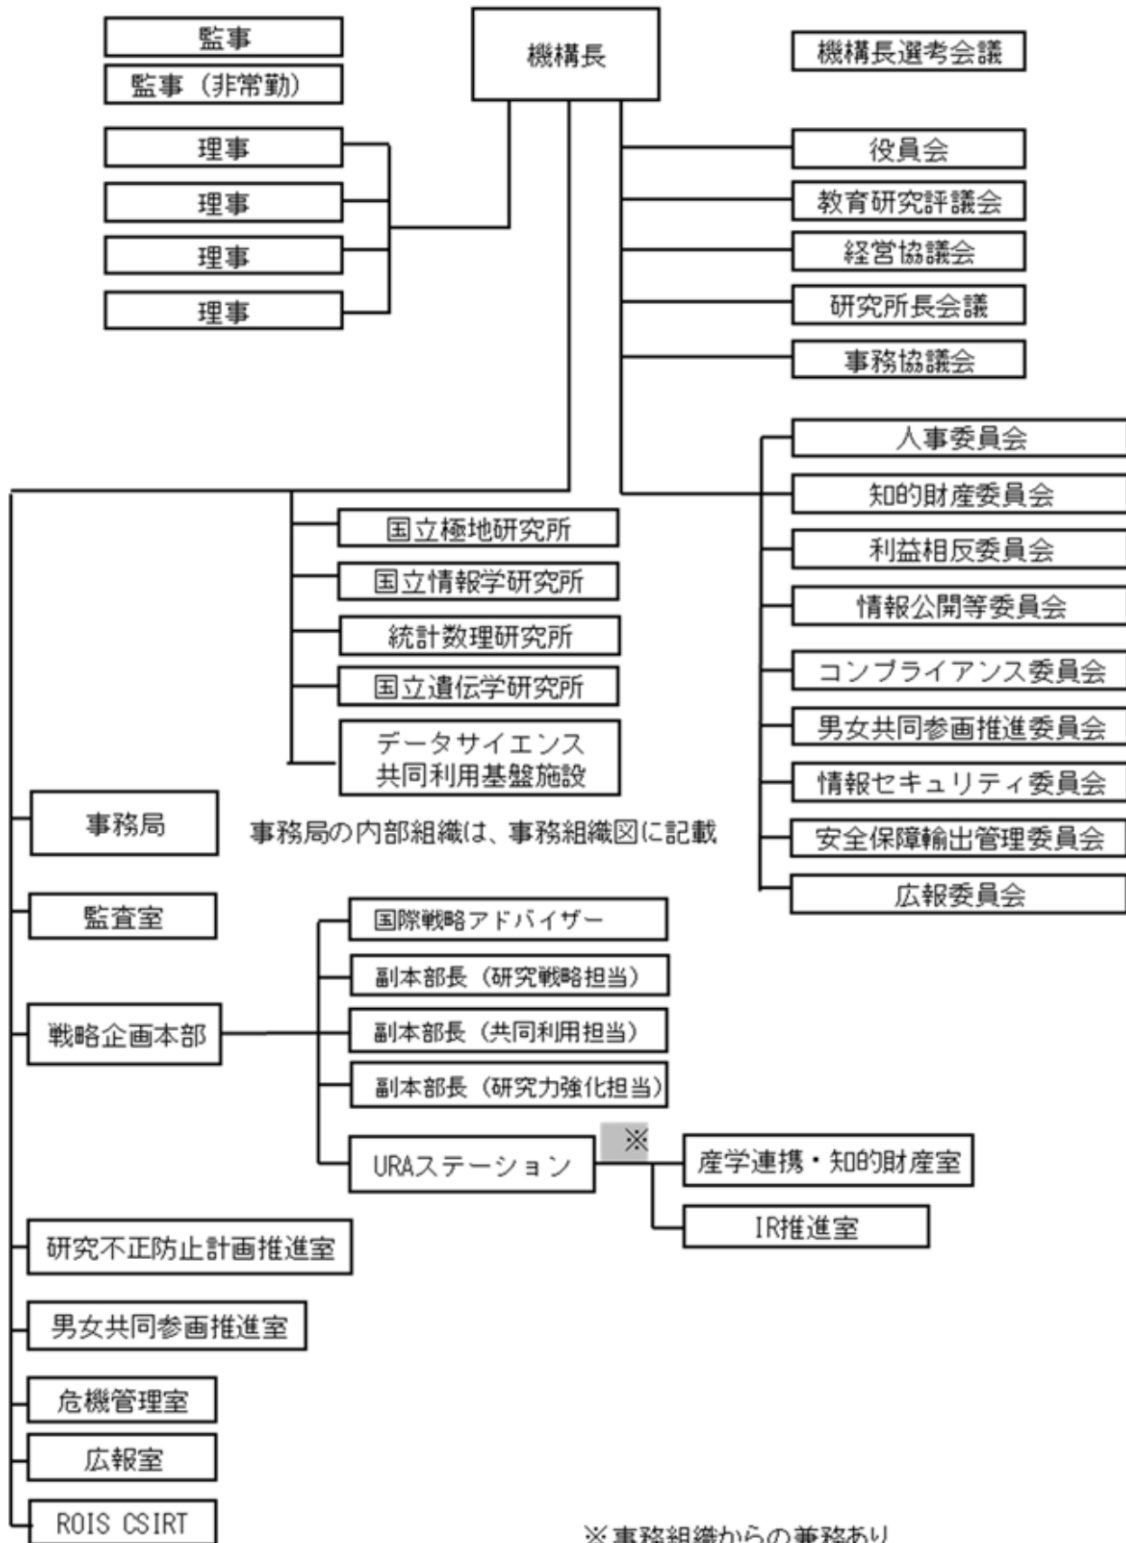 機構長
監事
監事（非常勤）
理事
理事
理事
理事
機構長選考会議
役員会
教育研究評議会
経営協議会
研究所長会議
事務協議会
人事委員会
知的財産委員会
利益相反委員会
情報公開等委員会
コンプライアンス委員会
男女共同参画推進委員会
情報セキュリティ委員会
安全保障輸出管理委員会
広報委員会
国立極地研究所
国立情報学研究所
統計数理研究所
国立遺伝学研究所
データサイエンス
共同利用基盤施設
事務局
事務局の内部組織は、事務組織図に記載
監査室
戦略企画本部
国際戦略アドバイザー
副本部長（研究戦略担当）
副本部長（共同利用担当）
副本部長（研究力強化担当）
URAステーション
※
産学連携・知的財産室
IR推進室
研究不正防止計画推進室
男女共同参画推進室
危機管理室
広報室
ROIS CSIRT
※事務組織からの兼務あり